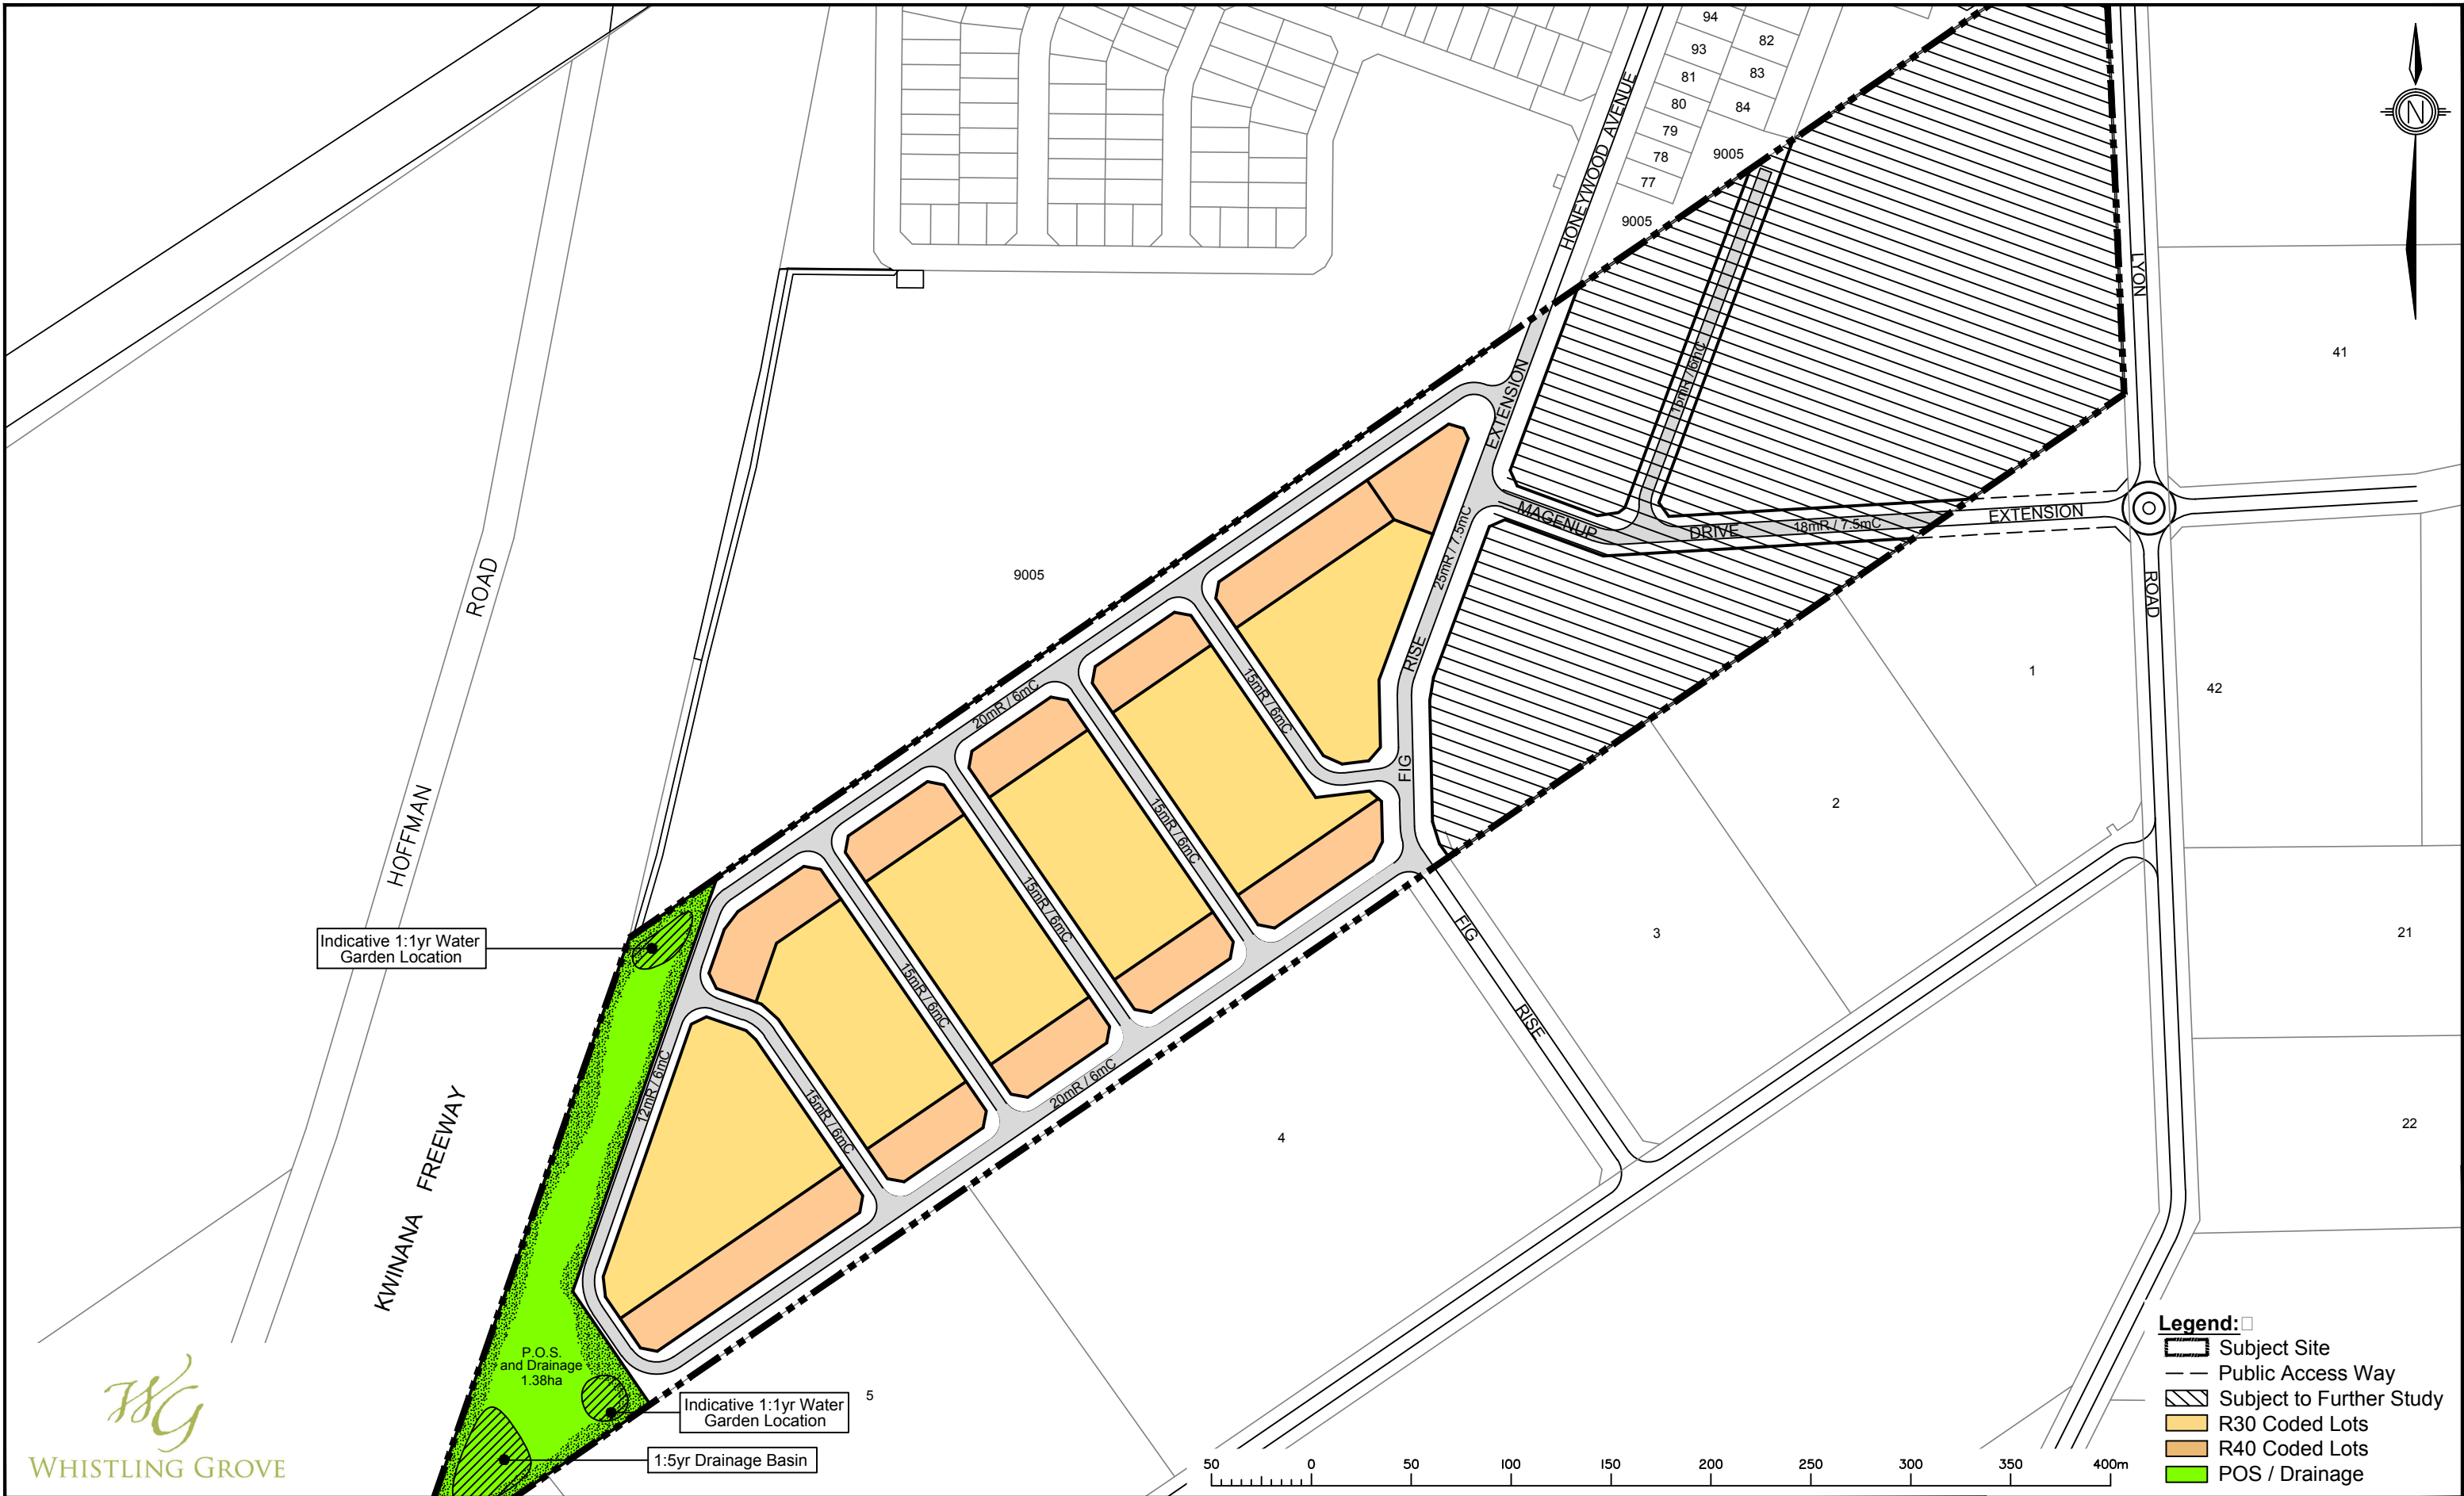 94
93
82
81
83
80
84
79
78
77
9005
9005
HONEYWOOD AVENUE
EXTENSION
N
LYON
ROAD
41
15mR / 6mC
MAGENUP
DRIVE
18mR / 7.5mC
EXTENSION
25mR / 7.5mC
9005
ROAD
HOFFMAN
RISE
FIG
1
42
2
20mR / 6mC
15mR / 6mC
15mR / 6mC
15mR / 6mC
15mR / 6mC
15mR / 6mC
12mR / 6mC
20mR / 6mC
3
FIG
RISE
21
4
22
Indicative 1:1yr Water
Garden Location
KWINANA FREEWAY
P.O.S.
and Drainage
1.38ha
Indicative 1:1yr Water
Garden Location
5
1:5yr Drainage Basin
WG
WHISTLING GROVE
50 0 50 100 150 200 250 300 350 400m
Legend:
Subject Site
Public Access Way
Subject to Further Study
R30 Coded Lots
R40 Coded Lots
POS / Drainage